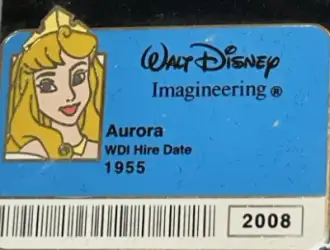 WALT DISNEY
Imagineering ®
Aurora
WDI Hire Date
1955
2008